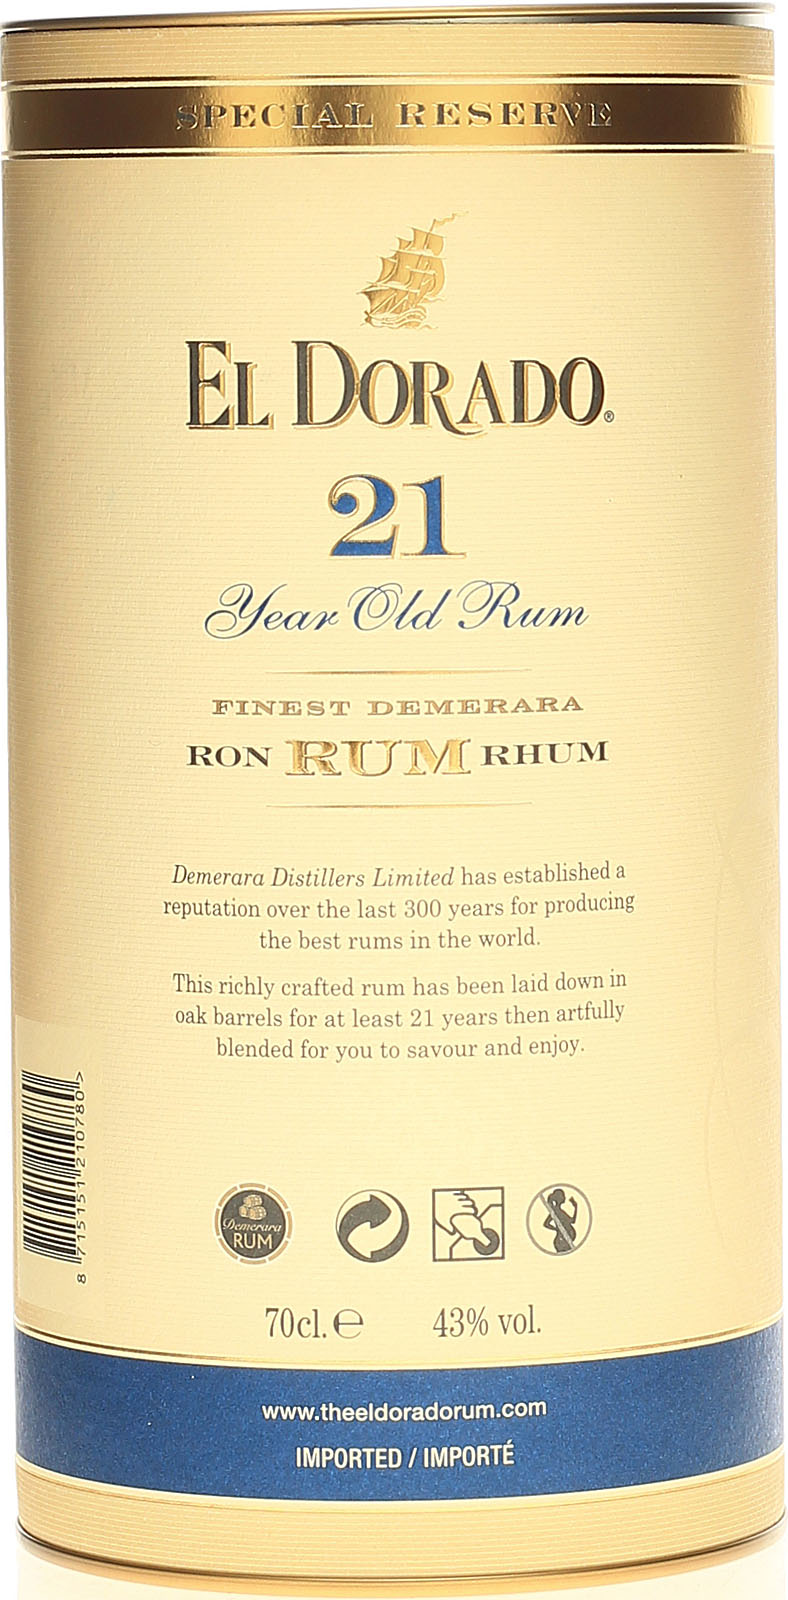 SPECIAL RESERVE
EL DORADO®
21
Year Old Rum
FINEST DEMERARA
RON RUM RHUM
Demerara Distillers Limited has established a
reputation over the last 300 years for producing
the best rums in the world.
This richly crafted rum has been laid down in
oak barrels for at least 21 years then artfully
blended for you to savour and enjoy.
8 715151 210780>
Demerara
RUM
70cl. ℮ 43% vol.
www.theeldoradorum.com
IMPORTED / IMPORTÉ